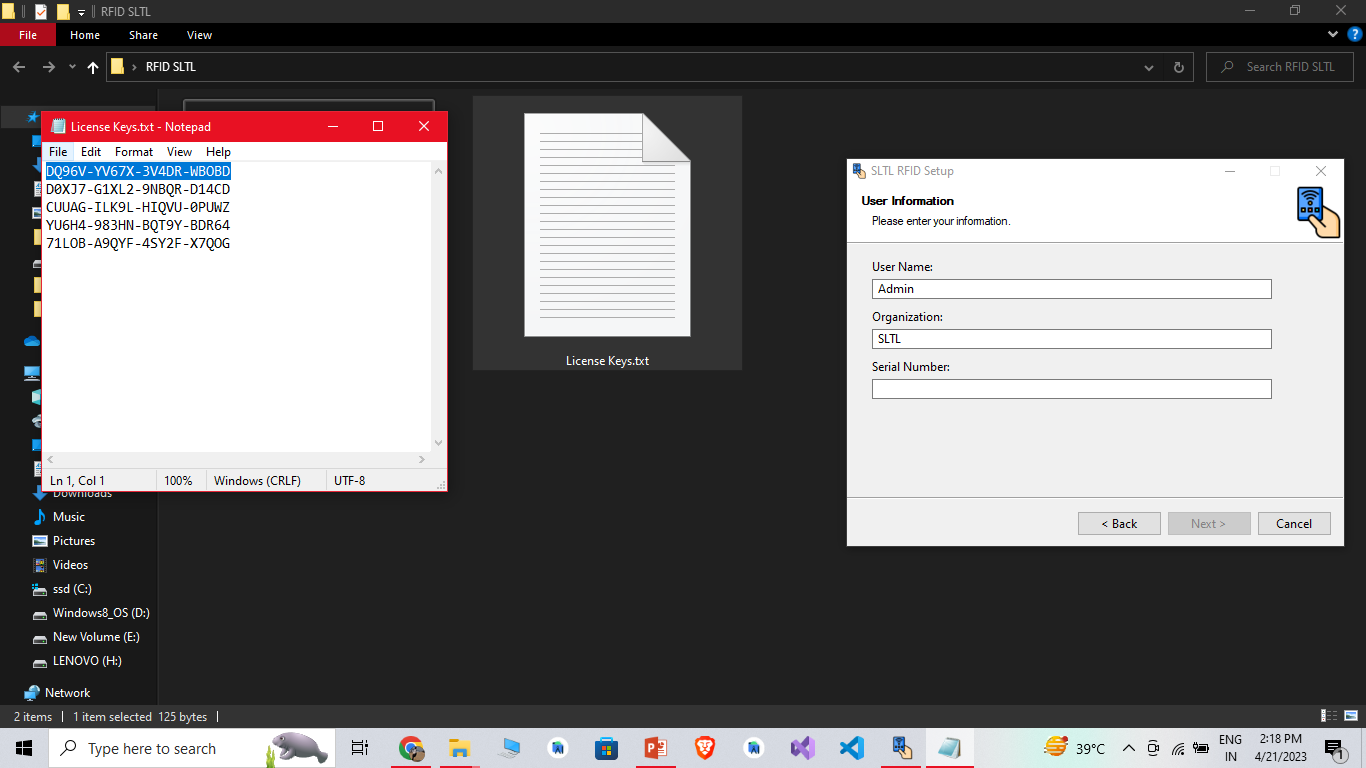 RFID SLTL
File Home Share View
RFID SLTL
Search RFID SLTL
License Keys.txt - Notepad
File Edit Format View Help
DQ96V-YV67X-3V4DR-WBOBD
D0XJ7-G1XL2-9NBQR-D14CD
CUUAG-ILK9L-HIQVU-0PUWZ
YU6H4-983HN-BQT9Y-BDR64
71LOB-A9QYF-4SY2F-X7QOG
Ln 1, Col 1 100% Windows (CRLF) UTF-8
License Keys.txt
SLTL RFID Setup
User Information
Please enter your information.
User Name:
Admin
Organization:
SLTL
Serial Number:
< Back Next > Cancel
Downloads
Music
Pictures
Videos
ssd (C:)
Windows8_OS (D:)
New Volume (E:)
LENOVO (H:)
Network
2 items 1 item selected 125 bytes
Type here to search
39°C
ENG
IN
2:18 PM
4/21/2023
1